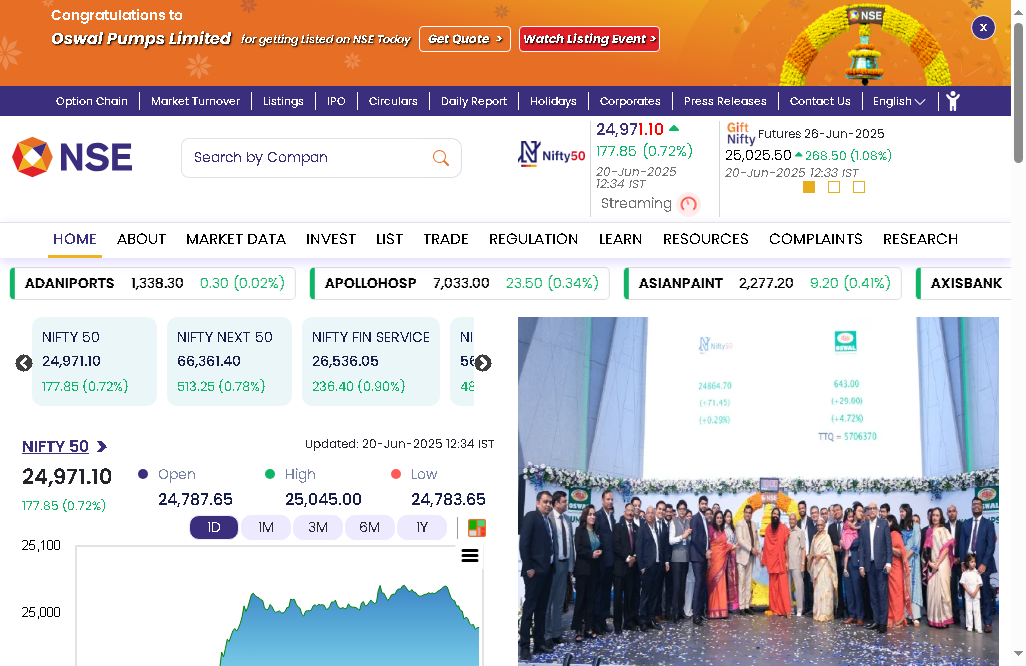 Congratulations to
Oswal Pumps Limited for getting Listed on NSE Today Get Quote > Watch Listing Event >
NSE
x
Option Chain Market Turnover Listings IPO Circulars Daily Report Holidays Corporates Press Releases Contact Us English
NSE
Search by Compan
Nifty50
24,971.10
177.85 (0.72%)
20-Jun-2025
12:34 IST
Streaming
Gift
Nifty Futures 26-Jun-2025
25,025.50 268.50 (1.08%)
20-Jun-2025 12:33 IST
HOME ABOUT MARKET DATA INVEST LIST TRADE REGULATION LEARN RESOURCES COMPLAINTS RESEARCH
ADANIPORTS 1,338.30 0.30 (0.02%) APOLLOHOSP 7,033.00 23.50 (0.34%) ASIANPAINT 2,277.20 9.20 (0.41%) AXISBANK
NIFTY 50 NIFTY NEXT 50 NIFTY FIN SERVICE NI
24,971.10 66,361.40 26,536.05 56
177.85 (0.72%) 513.25 (0.78%) 236.40 (0.90%) 48
NIFTY 50 Updated: 20-Jun-2025 12:34 IST
24,971.10 Open High Low
177.85 (0.72%) 24,787.65 25,045.00 24,783.65
1D 1M 3M 6M 1Y
25,100
25,000
Nifty50 OSWAL
24864.70 643.00
(+71.45) (+29.00)
(+0.29%) (+4.72%)
TTQ = 5706370
NSE
OSWAL
OSWAL